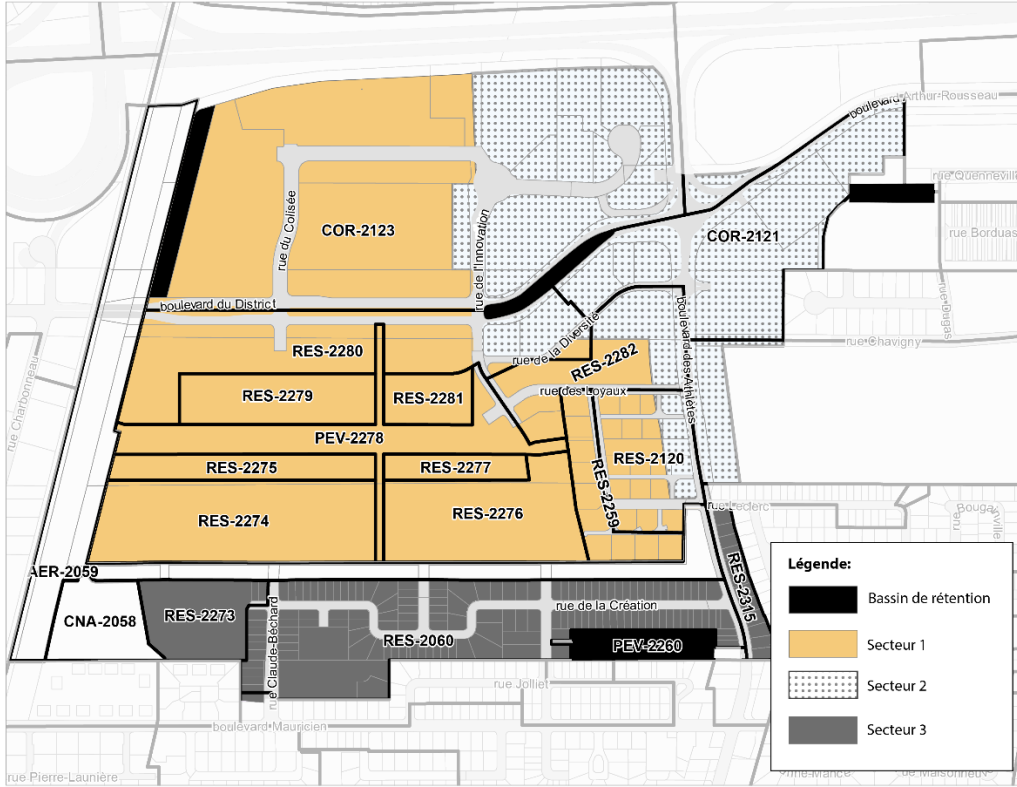 boulevard Arthur-Rousseau
rue Quenneville
rue du Colisée
rue de l'Innovation
COR-2123
COR-2121
rue Borduas
rue Dugas
boulevard du District
rue de la Diversité
boulevard des Athlètes
rue Chavigny
rue Charbonneau
RES-2280
RES-2282
RES-2279
RES-2281
rue des Loyaux
PEV-2278
RES-2275
RES-2277
RES-2120
RES-2259
RES-2274
RES-2276
rue Leclerc
rue Bougainville
AER-2059
CNA-2058
RES-2273
rue Claude-Béchard
RES-2060
rue de la Création
PEV-2260
RES-2315
rue Jolliet
boulevard Mauricien
rue Pierre-Launière
Légende:
Bassin de rétention
Secteur 1
Secteur 2
Secteur 3